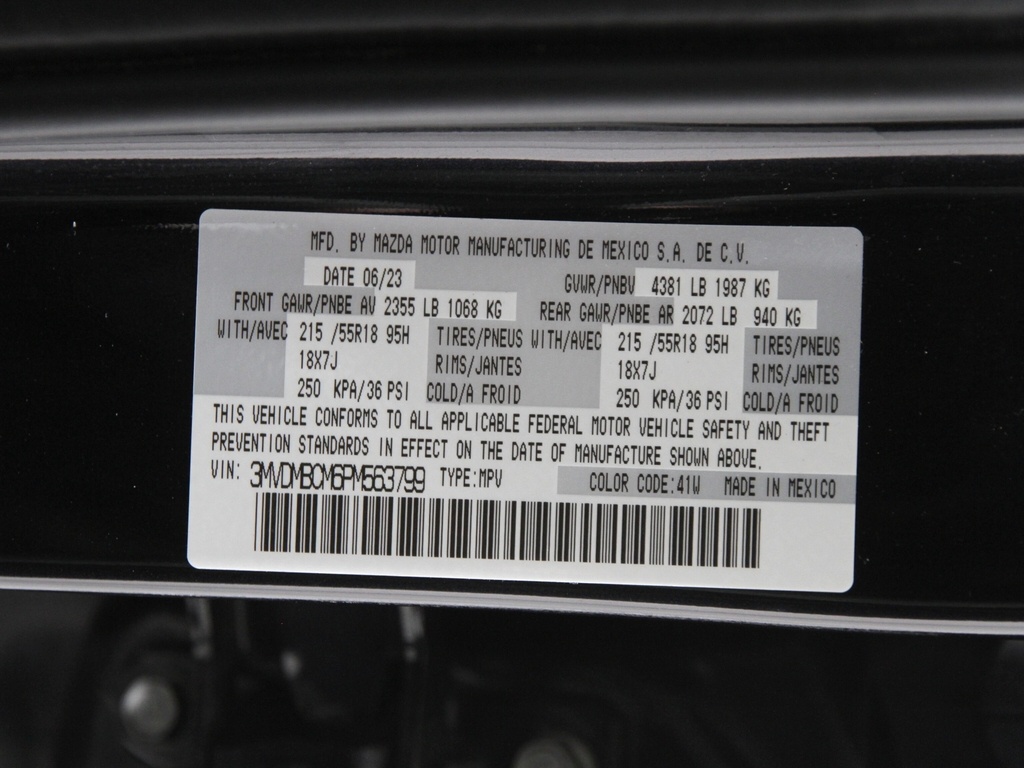 MFD. BY MAZDA MOTOR MANUFACTURING DE MEXICO S.A. DE C.V.
DATE 06/23 GVWR/PNBV 4381 LB 1987 KG
FRONT GAWR/PNBE AV 2355 LB 1068 KG REAR GAWR/PNBE AR 2072 LB 940 KG
WITH/AVEC 215 /55R18 95H TIRES/PNEUS WITH/AVEC 215 /55R18 95H TIRES/PNEUS
18X7J RIMS/JANTES 18X7J RIMS/JANTES
250 KPA/36 PSI COLD/A FROID 250 KPA/36 PSI COLD/A FROID
THIS VEHICLE CONFORMS TO ALL APPLICABLE FEDERAL MOTOR VEHICLE SAFETY AND THEFT
PREVENTION STANDARDS IN EFFECT ON THE DATE OF MANUFACTURE SHOWN ABOVE.
VIN: 3MVDMBCM6PM563799 TYPE:MPV COLOR CODE:41W MADE IN MEXICO